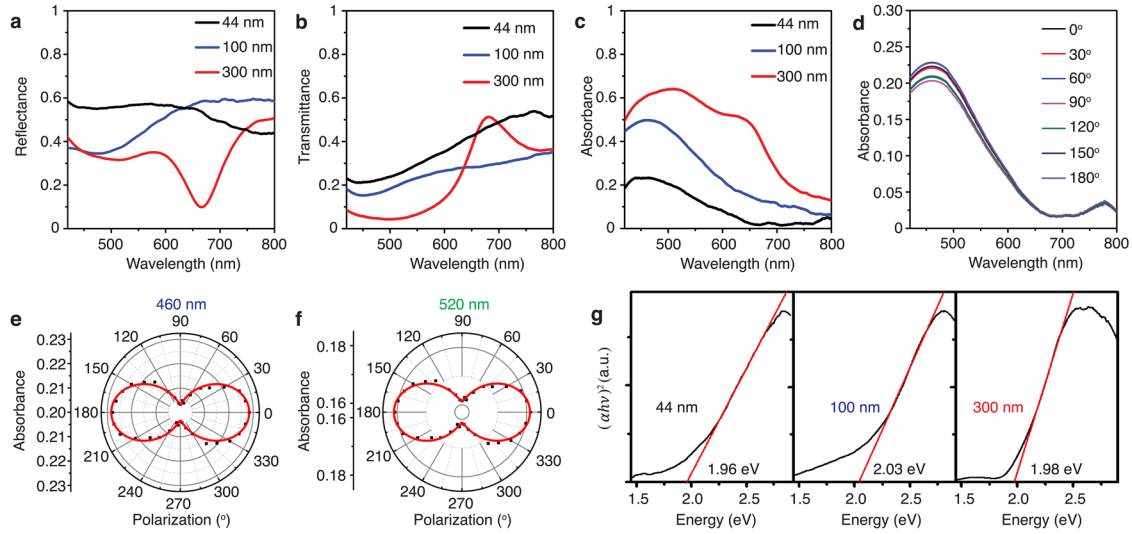 a
1
0.8
0.6
0.4
0.2
0
Reflectance
44 nm
100 nm
300 nm
500 600 700 800
Wavelength (nm)
b
1
0.8
0.6
0.4
0.2
0
Transmittance
44 nm
100 nm
300 nm
500 600 700 800
Wavelength (nm)
c
1
0.8
0.6
0.4
0.2
0
Absorbance
44 nm
100 nm
300 nm
500 600 700 800
Wavelength (nm)
d
0.30
0.25
0.20
0.15
0.10
0.05
0
Absorbance
0°
30°
60°
90°
120°
150°
180°
500 600 700 800
Wavelength (nm)
e
460 nm
0.23
0.22
0.21
0.20
0.21
0.22
0.23
Absorbance
90
120 60
150 30
180 0
210 330
240 300
270
Polarization (°)
f
520 nm
0.18
0.16
0.16
0.18
Absorbance
90
120 60
150 30
180 0
210 330
240 300
270
Polarization (°)
g
(αhν)² (a.u.)
44 nm
1.96 eV
100 nm
2.03 eV
300 nm
1.98 eV
1.5 2.0 2.5
1.5 2.0 2.5
1.5 2.0 2.5
Energy (eV)
Energy (eV)
Energy (eV)